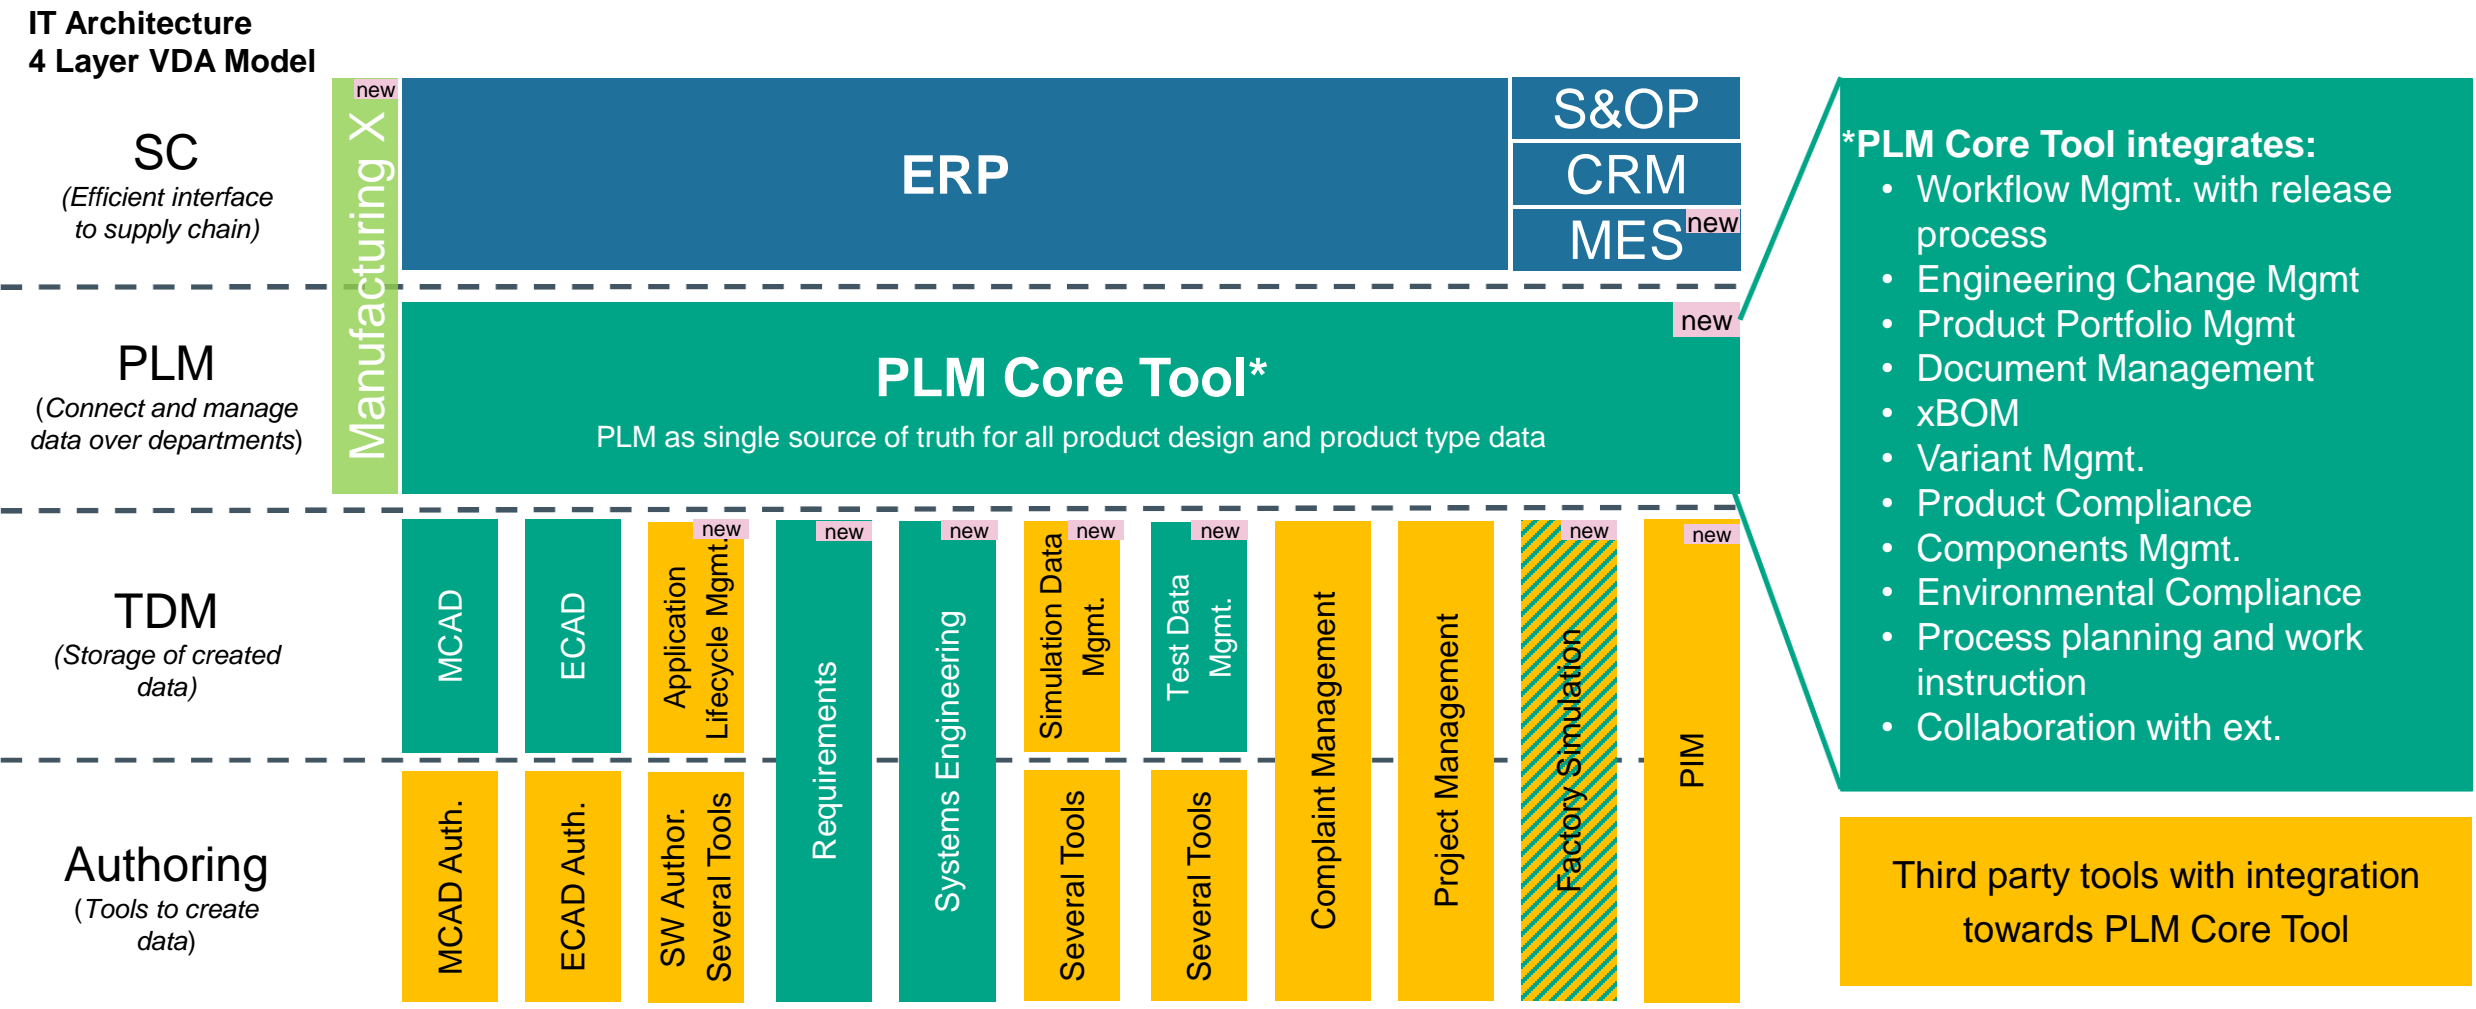 IT Architecture
4 Layer VDA Model
SC
(Efficient interface
to supply chain)
PLM
(Connect and manage
data over departments)
TDM
(Storage of created
data)
Authoring
(Tools to create
data)
Manufacturing X
new
ERP
S&OP
CRM
MES
new
new
PLM Core Tool*
PLM as single source of truth for all product design and product type data
MCAD
ECAD
Application
Lifecycle Mgmt.
new
Requirements
new
Systems Engineering
new
Simulation Data
Mgmt.
new
Test Data
Mgmt.
new
Complaint Management
Project Management
Factory Simulation
new
PIM
new
MCAD Auth.
ECAD Auth.
SW Author.
Several Tools
Several Tools
Several Tools
*PLM Core Tool integrates:
• Workflow Mgmt. with release
process
• Engineering Change Mgmt
• Product Portfolio Mgmt
• Document Management
• xBOM
• Variant Mgmt.
• Product Compliance
• Components Mgmt.
• Environmental Compliance
• Process planning and work
instruction
• Collaboration with ext.
Third party tools with integration
towards PLM Core Tool